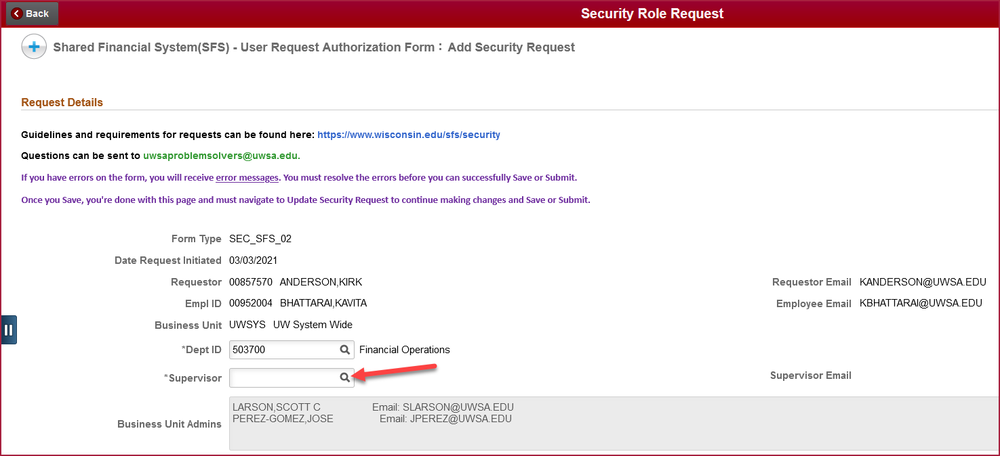 Back
Security Role Request
Shared Financial System(SFS) - User Request Authorization Form : Add Security Request
Request Details
Guidelines and requirements for requests can be found here: https://www.wisconsin.edu/sfs/security
Questions can be sent to uwsaproblemsolvers@uwsa.edu.
If you have errors on the form, you will receive error messages. You must resolve the errors before you can successfully Save or Submit.
Once you Save, you're done with this page and must navigate to Update Security Request to continue making changes and Save or Submit.
Form Type SEC_SFS_02
Date Request Initiated 03/03/2021
Requestor 00857570 ANDERSON,KIRK Requestor Email KANDERSON@UWSA.EDU
Empl ID 00952004 BHATTARAI,KAVITA Employee Email KBHATTARAI@UWSA.EDU
Business Unit UWSYS UW System Wide
*Dept ID 503700 Financial Operations
*Supervisor Supervisor Email
LARSON,SCOTT C Email: SLARSON@UWSA.EDU
PEREZ-GOMEZ,JOSE Email: JPEREZ@UWSA.EDU
Business Unit Admins